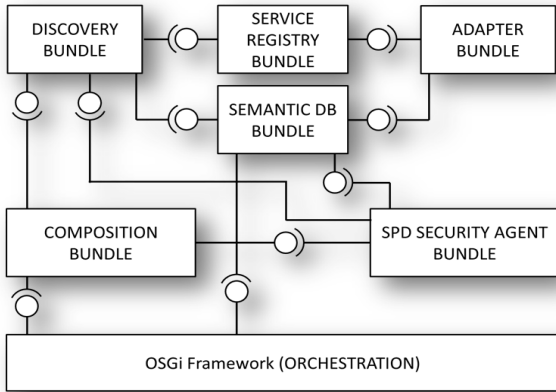 DISCOVERY
BUNDLE
SERVICE
REGISTRY
BUNDLE
ADAPTER
BUNDLE
SEMANTIC DB
BUNDLE
COMPOSITION
BUNDLE
SPD SECURITY AGENT
BUNDLE
OSGi Framework (ORCHESTRATION)